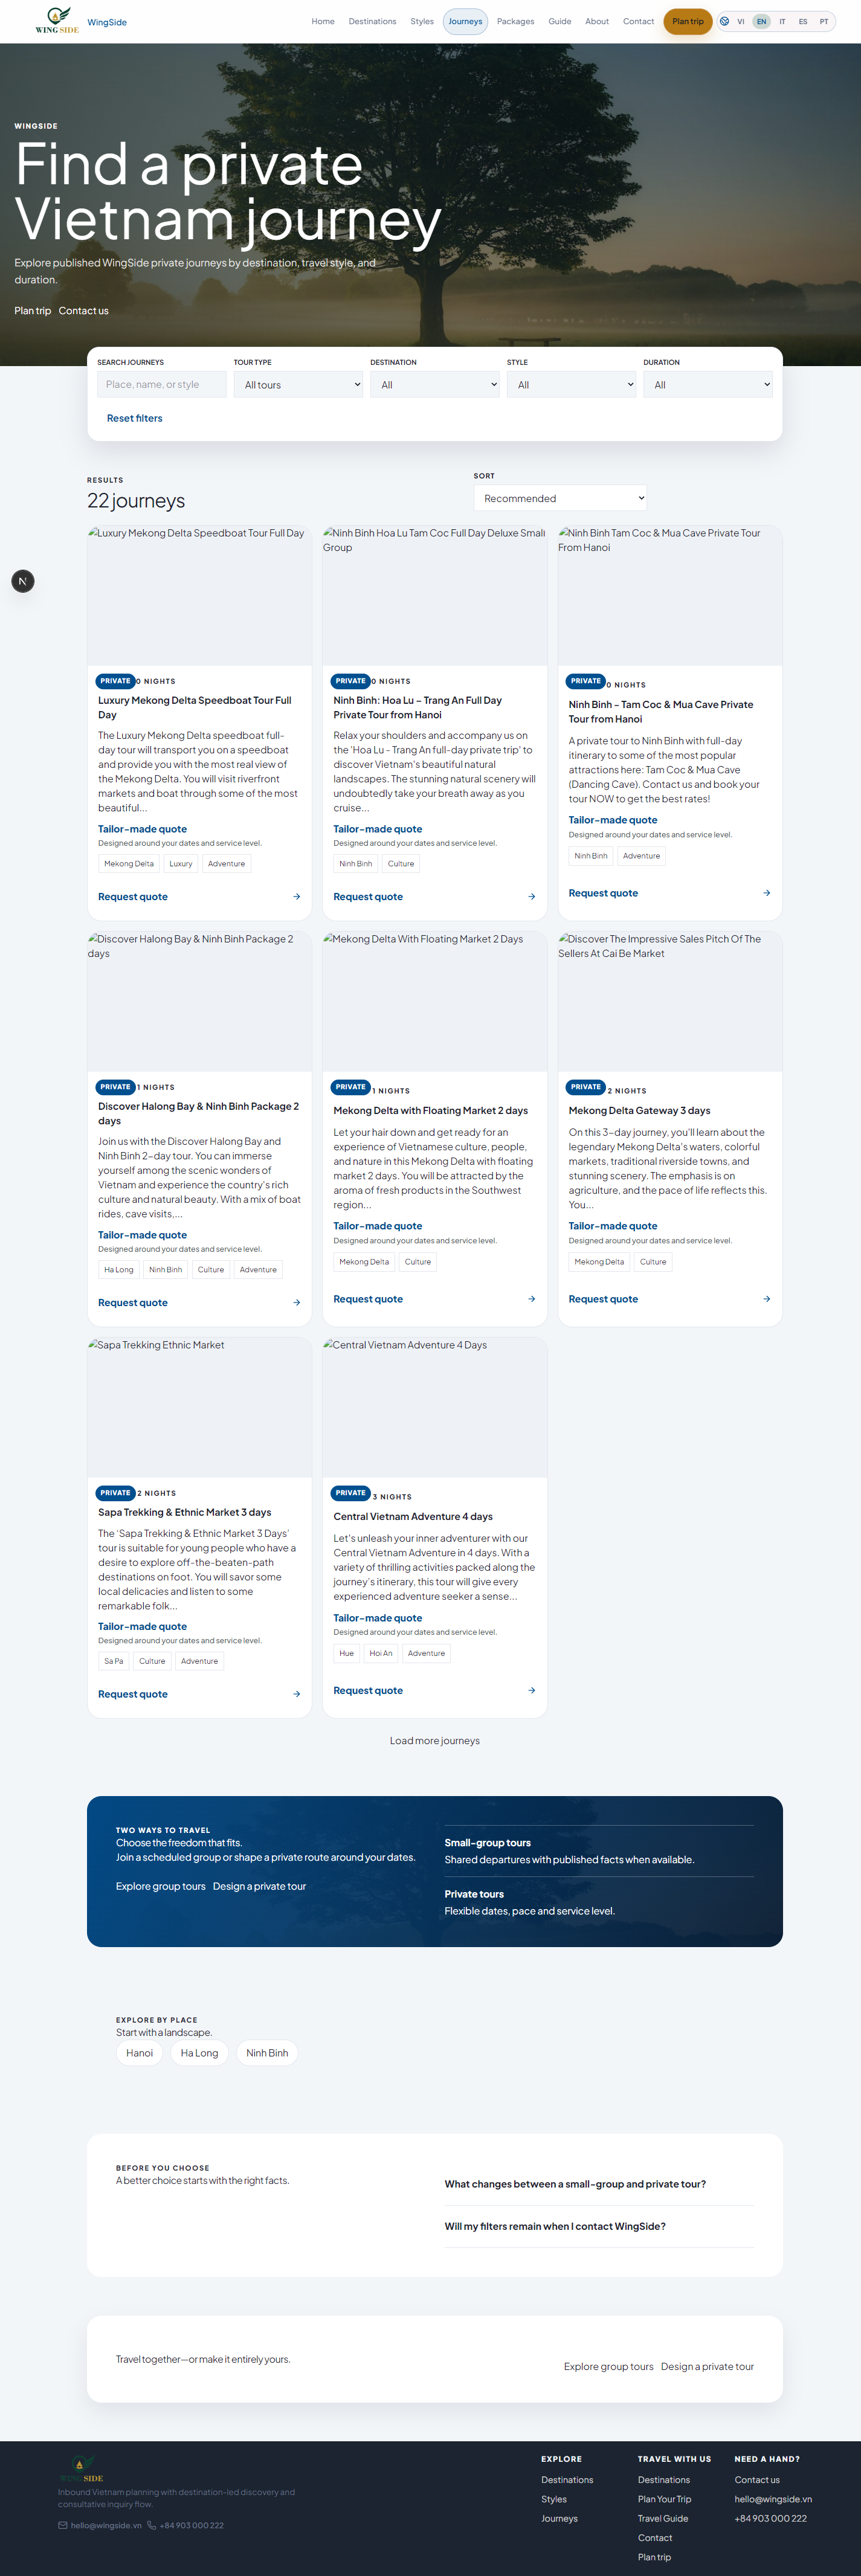 WING SIDE
WingSide
Home Destinations Styles Journeys Packages Guide About Contact Plan trip VI EN IT ES PT
WINGSIDE
Find a private
Vietnam journey
Explore published WingSide private journeys by destination, travel style, and
duration.
Plan trip Contact us
SEARCH JOURNEYS TOUR TYPE DESTINATION STYLE DURATION
Place, name, or style All tours All All All
Reset filters
RESULTS
22 journeys
SORT
Recommended
N
Luxury Mekong Delta Speedboat Tour Full Day
PRIVATE 0 NIGHTS
Luxury Mekong Delta Speedboat Tour Full
Day
The Luxury Mekong Delta speedboat full-
day tour will transport you on a speedboat
and provide you with the most real view of
the Mekong Delta. You will visit riverfront
markets and boat through some of the most
beautiful...
Tailor-made quote
Designed around your dates and service level.
Mekong Delta Luxury Adventure
Request quote →
Ninh Binh Hoa Lu Tam Coc Full Day Deluxe Small
Group
PRIVATE 0 NIGHTS
Ninh Binh: Hoa Lu – Trang An Full Day
Private Tour from Hanoi
Relax your shoulders and accompany us on
the 'Hoa Lu - Trang An full-day private trip' to
discover Vietnam's beautiful natural
landscapes. The stunning natural scenery will
undoubtedly take your breath away as you
cruise...
Tailor-made quote
Designed around your dates and service level.
Ninh Binh Culture
Request quote →
Ninh Binh Tam Coc & Mua Cave Private Tour
From Hanoi
PRIVATE 0 NIGHTS
Ninh Binh - Tam Coc & Mua Cave Private
Tour from Hanoi
A private tour to Ninh Binh with full-day
itinerary to some of the most popular
attractions here: Tam Coc & Mua Cave
(Dancing Cave). Contact us and book your
tour NOW to get the best rates!
Tailor-made quote
Designed around your dates and service level.
Ninh Binh Adventure
Request quote →
Discover Halong Bay & Ninh Binh Package 2
days
PRIVATE 1 NIGHTS
Discover Halong Bay & Ninh Binh Package 2
days
Join us with the Discover Halong Bay and
Ninh Binh 2-day tour. You can immerse
yourself among the scenic wonders of
Vietnam and experience the country's rich
culture and natural beauty. With a mix of boat
rides, cave visits,...
Tailor-made quote
Designed around your dates and service level.
Ha Long Ninh Binh Culture Adventure
Request quote →
Mekong Delta With Floating Market 2 Days
PRIVATE 1 NIGHTS
Mekong Delta with Floating Market 2 days
Let your hair down and get ready for an
experience of Vietnamese culture, people,
and nature in this Mekong Delta with floating
market 2 days. You will be attracted by the
aroma of fresh products in the Southwest
region...
Tailor-made quote
Designed around your dates and service level.
Mekong Delta Culture
Request quote →
Discover The Impressive Sales Pitch Of The
Sellers At Cai Be Market
PRIVATE 2 NIGHTS
Mekong Delta Gateway 3 days
On this 3-day journey, you'll learn about the
legendary Mekong Delta's waters, colorful
markets, traditional riverside towns, and
stunning scenery. The emphasis is on
agriculture, and the pace of life reflects this.
You...
Tailor-made quote
Designed around your dates and service level.
Mekong Delta Culture
Request quote →
Sapa Trekking Ethnic Market
PRIVATE 2 NIGHTS
Sapa Trekking & Ethnic Market 3 days
The 'Sapa Trekking & Ethnic Market 3 Days'
tour is suitable for young people who have a
desire to explore off-the-beaten-path
destinations on foot. You will savor some
local delicacies and listen to some
remarkable folk...
Tailor-made quote
Designed around your dates and service level.
Sa Pa Culture Adventure
Request quote →
Central Vietnam Adventure 4 Days
PRIVATE 3 NIGHTS
Central Vietnam Adventure 4 days
Let's unleash your inner adventurer with our
Central Vietnam Adventure in 4 days. With a
variety of thrilling activities packed along the
journey's itinerary, this tour will give every
experienced adventure seeker a sense...
Tailor-made quote
Designed around your dates and service level.
Hue Hoi An Adventure
Request quote →
Load more journeys
TWO WAYS TO TRAVEL
Choose the freedom that fits.
Join a scheduled group or shape a private route around your dates.
Explore group tours Design a private tour
Small-group tours
Shared departures with published facts when available.
Private tours
Flexible dates, pace and service level.
EXPLORE BY PLACE
Start with a landscape.
Hanoi Ha Long Ninh Binh
BEFORE YOU CHOOSE
A better choice starts with the right facts.
What changes between a small-group and private tour?
Will my filters remain when I contact WingSide?
Travel together—or make it entirely yours.
Explore group tours Design a private tour
WING SIDE
Inbound Vietnam planning with destination-led discovery and
consultative inquiry flow.
hello@wingside.vn +84 903 000 222
EXPLORE
Destinations
Styles
Journeys
TRAVEL WITH US
Destinations
Plan Your Trip
Travel Guide
Contact
Plan trip
NEED A HAND?
Contact us
hello@wingside.vn
+84 903 000 222